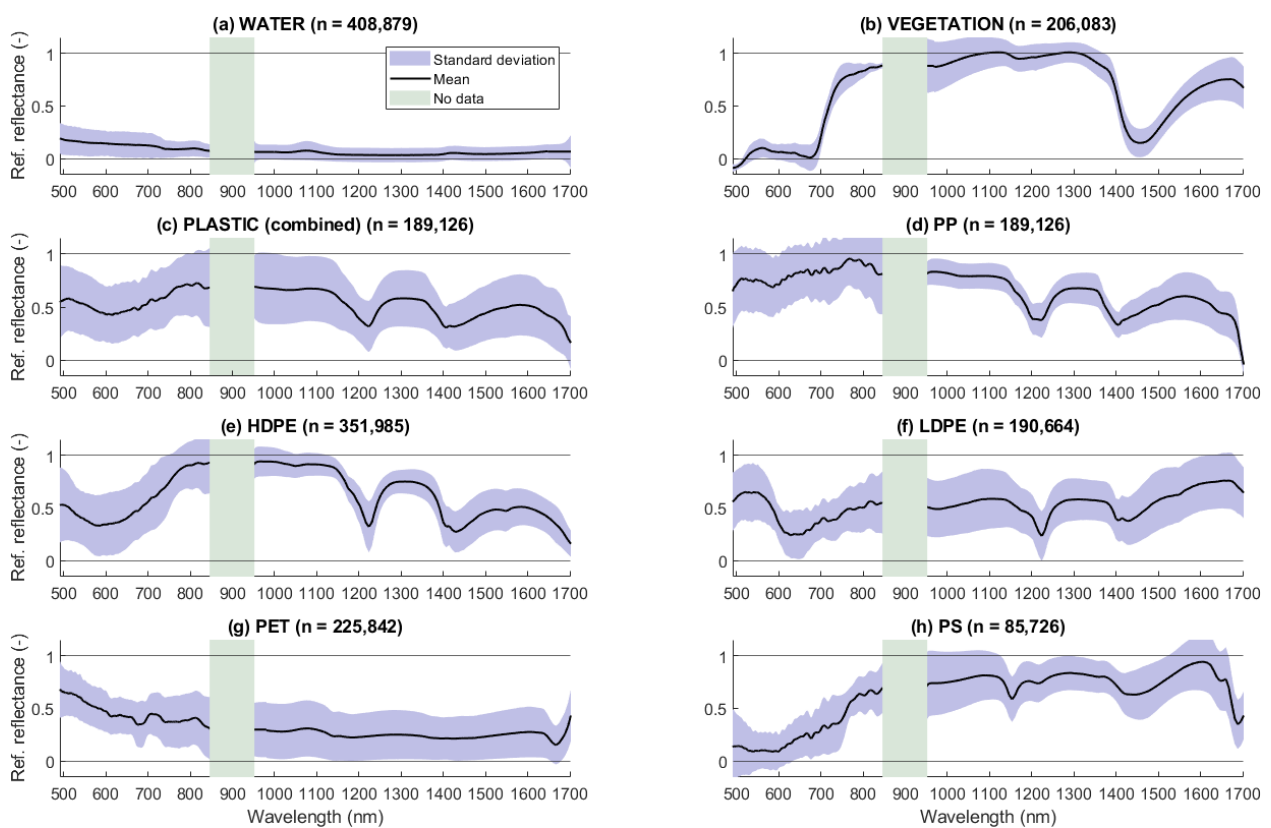 (a) WATER (n = 408,879)
Ref. reflectance (-)
1
0.5
0
Standard deviation
Mean
No data
500 600 700 800 900 1000 1100 1200 1300 1400 1500 1600 1700
(b) VEGETATION (n = 206,083)
1
0.5
0
500 600 700 800 900 1000 1100 1200 1300 1400 1500 1600 1700
(c) PLASTIC (combined) (n = 189,126)
Ref. reflectance (-)
1
0.5
0
500 600 700 800 900 1000 1100 1200 1300 1400 1500 1600 1700
(d) PP (n = 189,126)
1
0.5
0
500 600 700 800 900 1000 1100 1200 1300 1400 1500 1600 1700
(e) HDPE (n = 351,985)
Ref. reflectance (-)
1
0.5
0
500 600 700 800 900 1000 1100 1200 1300 1400 1500 1600 1700
(f) LDPE (n = 190,664)
1
0.5
0
500 600 700 800 900 1000 1100 1200 1300 1400 1500 1600 1700
(g) PET (n = 225,842)
Ref. reflectance (-)
1
0.5
0
500 600 700 800 900 1000 1100 1200 1300 1400 1500 1600 1700
Wavelength (nm)
(h) PS (n = 85,726)
1
0.5
0
500 600 700 800 900 1000 1100 1200 1300 1400 1500 1600 1700
Wavelength (nm)